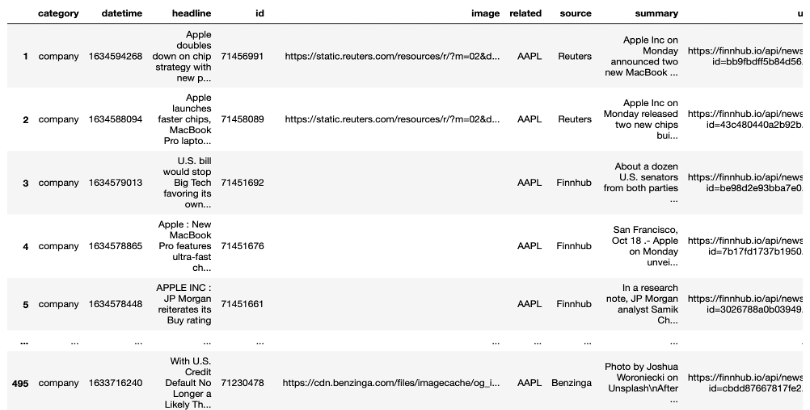 category datetime headline id image related source summary u
Apple
doubles
1 company 1634594268 down on chip 71456991 https://static.reuters.com/resources/r/?m=02&d... AAPL Reuters
strategy with
new p...
Apple Inc on
Monday
announced two
new MacBook ...
https://finnhub.io/api/news
id=bb9fbdff5b84d56.
Apple
launches
2 company 1634588094 faster chips, 71458089 https://static.reuters.com/resources/r/?m=02&d... AAPL Reuters
MacBook
Pro lapto...
Apple Inc on
Monday released
two new chips
bui...
https://finnhub.io/api/news
id=43c480440a2b92b.
U.S. bill
would stop
3 company 1634579013 Big Tech 71451692 AAPL Finnhub
favoring its
own...
About a dozen
U.S. senators
from both parties
...
https://finnhub.io/api/news
id=be98d2e93bba7e0.
Apple : New
MacBook
4 company 1634578865 Pro features 71451676 AAPL Finnhub
ultra-fast
ch...
San Francisco,
Oct 18 .- Apple
on Monday
unvei...
https://finnhub.io/api/news
id=7b17fd1737b1950.
APPLE INC :
JP Morgan
5 company 1634578448 reiterates its 71451661 AAPL Finnhub
Buy rating
In a research
note, JP Morgan
analyst Samik
Ch...
https://finnhub.io/api/news
id=3026788a0b03949.
... ... ... ... ... ... ... ... ...
With U.S.
Credit
495 company 1633716240 Default No 71230478 https://cdn.benzinga.com/files/imagecache/og_i... AAPL Benzinga
Longer a
Likely Th...
Photo by Joshua
Woroniecki on
Unsplash\nAfter
...
https://finnhub.io/api/news
id=cbdd87667817fe2.